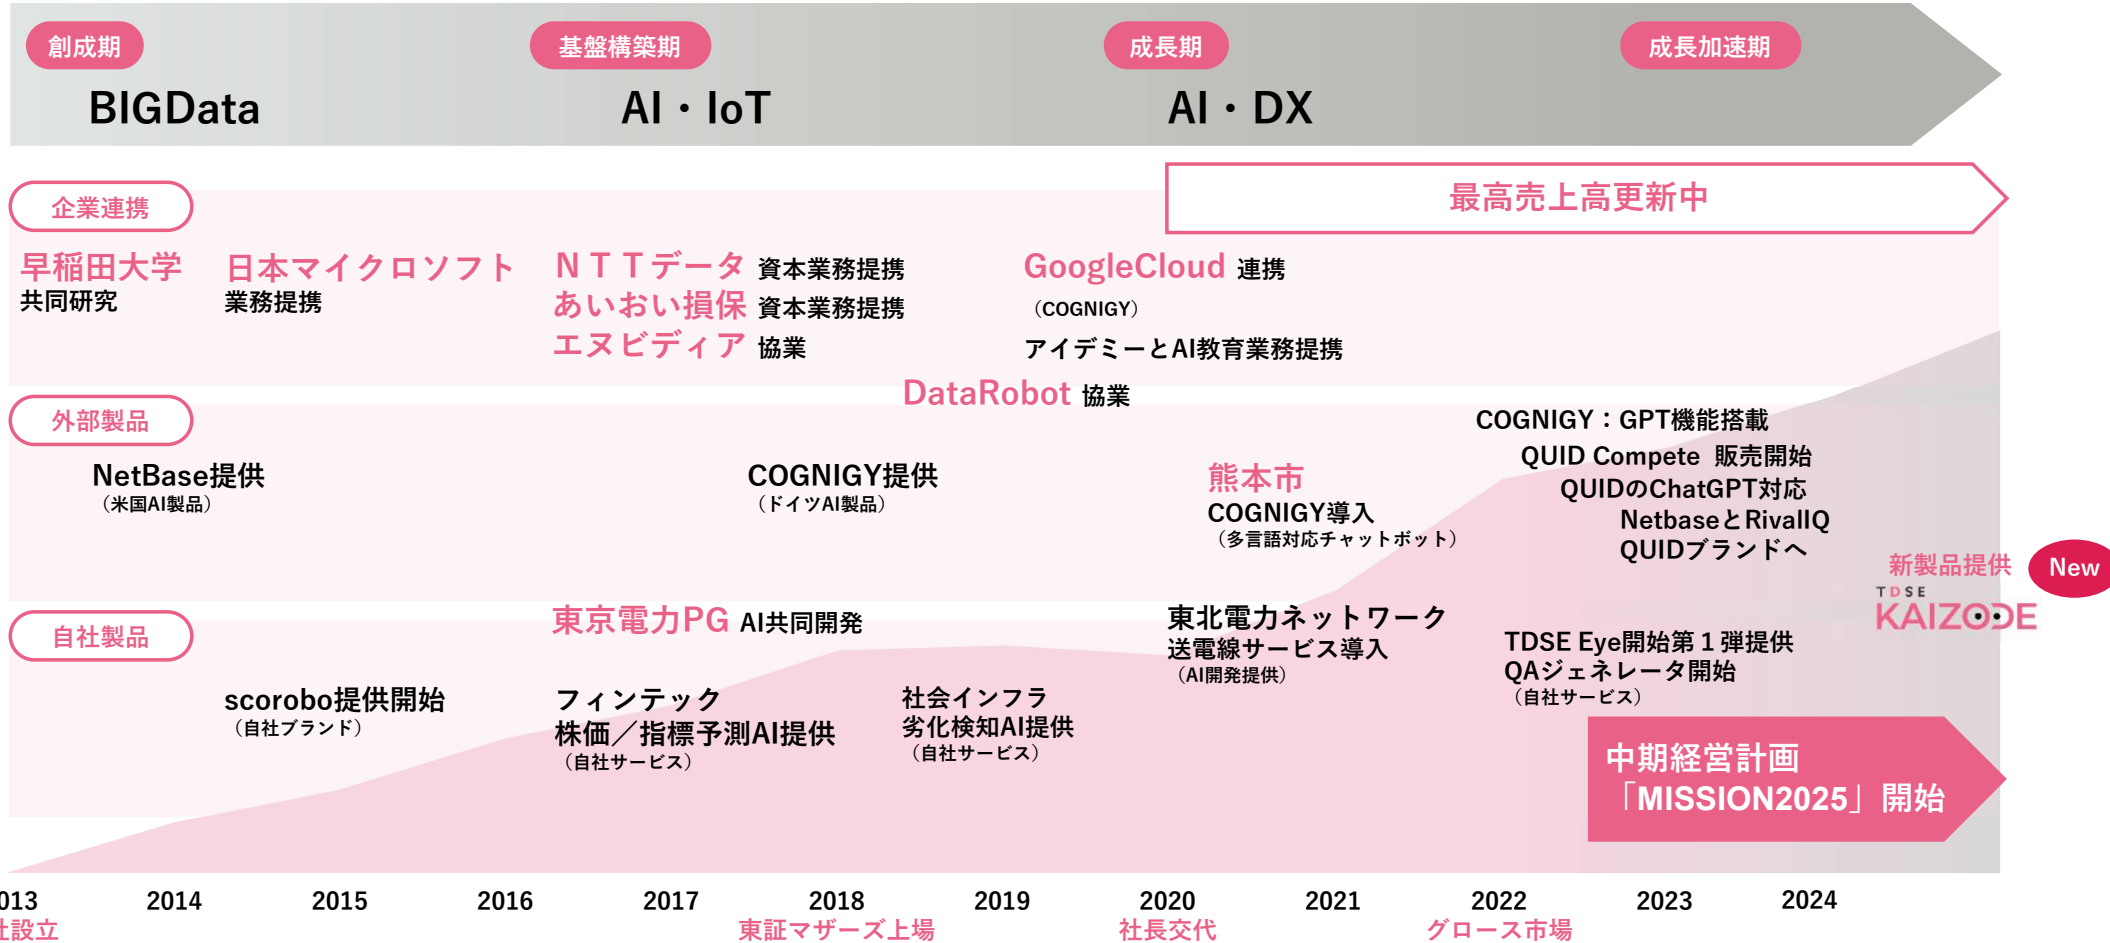 創成期
基盤構築期
成長期
成長加速期
BIGData
AI・IoT
AI・DX
最高売上高更新中
企業連携
早稲田大学
共同研究
日本マイクロソフト
業務提携
NTTデータ 資本業務提携
あいおい損保 資本業務提携
エヌビディア 協業
GoogleCloud 連携
（COGNIGY）
アイデミーとAI教育業務提携
DataRobot 協業
外部製品
NetBase提供
（米国AI製品）
COGNIGY提供
（ドイツAI製品）
熊本市
COGNIGY導入
（多言語対応チャットボット）
COGNIGY：GPT機能搭載
QUID Compete 販売開始
QUIDのChatGPT対応
NetbaseとRivalIQ
QUIDブランドへ
新製品提供
New
TDSE
KAIZODE
自社製品
東京電力PG AI共同開発
scorobo提供開始
（自社ブランド）
フィンテック
株価／指標予測AI提供
（自社サービス）
社会インフラ
劣化検知AI提供
（自社サービス）
東北電力ネットワーク
送電線サービス導入
（AI開発提供）
TDSE Eye開始第１弾提供
QAジェネレータ開始
（自社サービス）
中期経営計画
「MISSION2025」開始
013 2014 2015 2016 2017 2018 2019 2020 2021 2022 2023 2024
社設立 東証マザーズ上場 社長交代 グロース市場